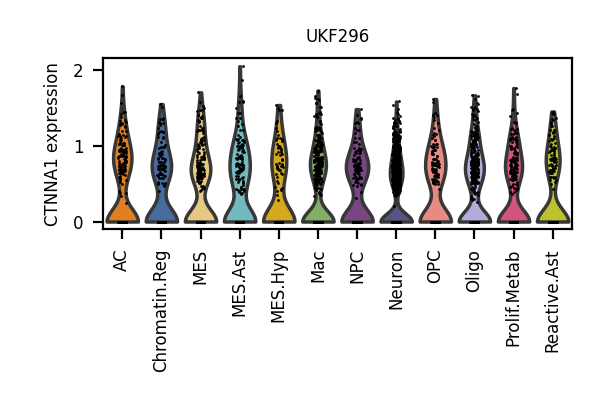 UKF296
CTNNA1 expression
2
1
0
AC
Chromatin.Reg
MES
MES.Ast
MES.Hyp
Mac
NPC
Neuron
OPC
Oligo
Prolif.Metab
Reactive.Ast